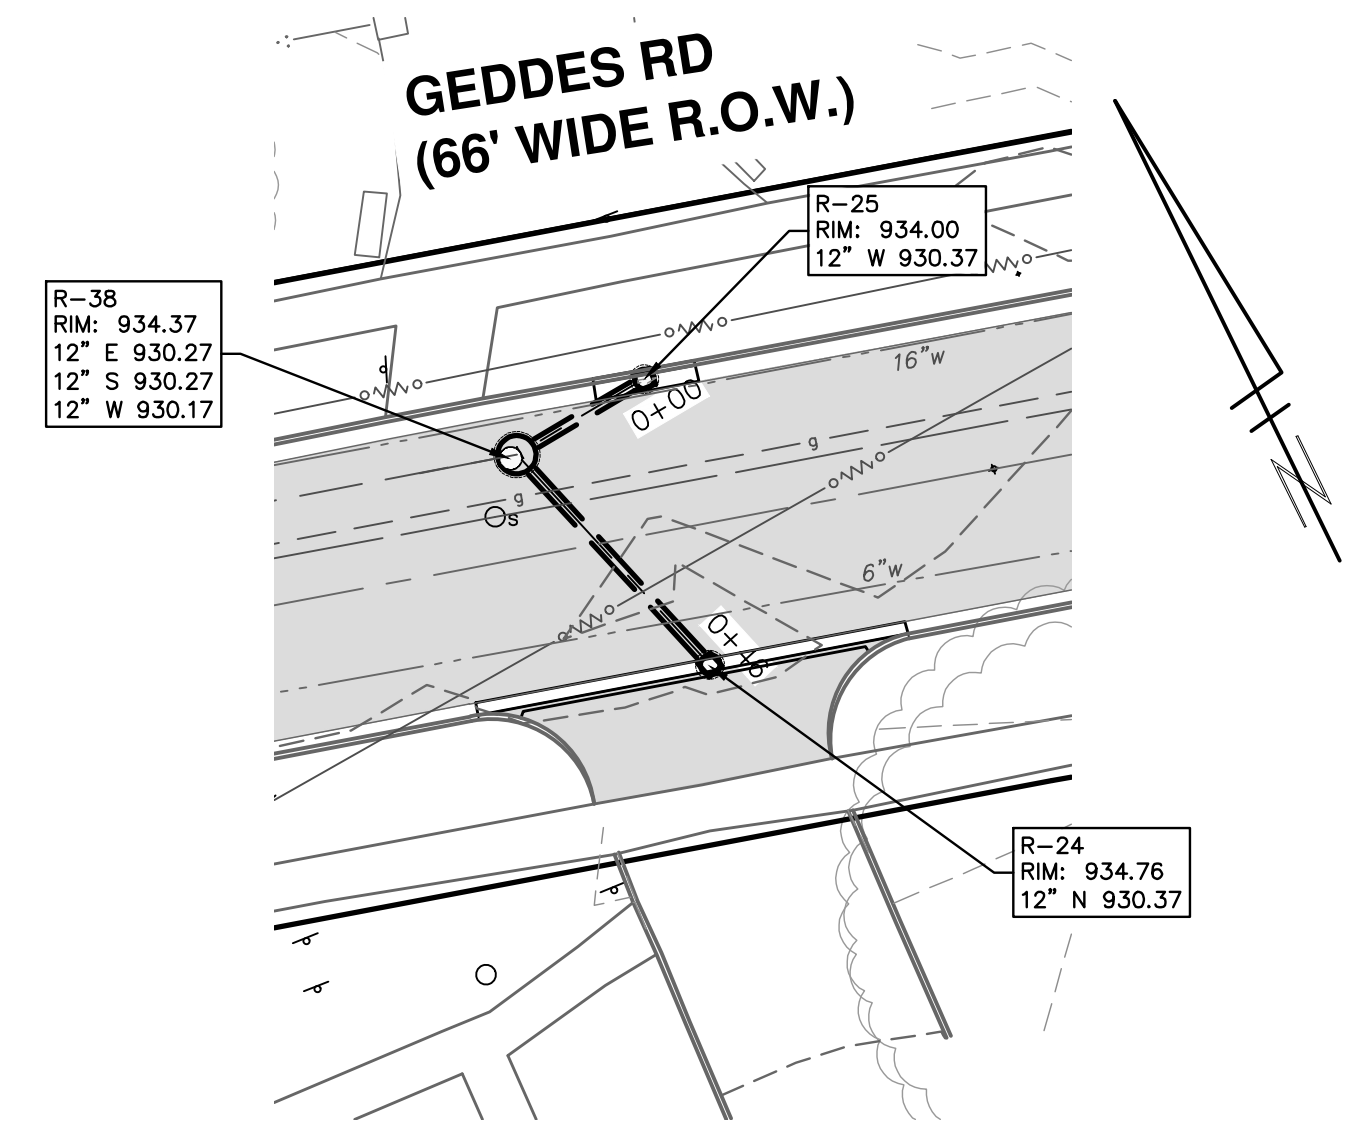 GEDDES RD
(66' WIDE R.O.W.)
R-25
RIM: 934.00
12" W 930.37
R-38
RIM: 934.37
12" E 930.27
12" S 930.27
12" W 930.17
16"W
0+00
g
g
S
6"W
N
R-24
RIM: 934.76
12" N 930.37